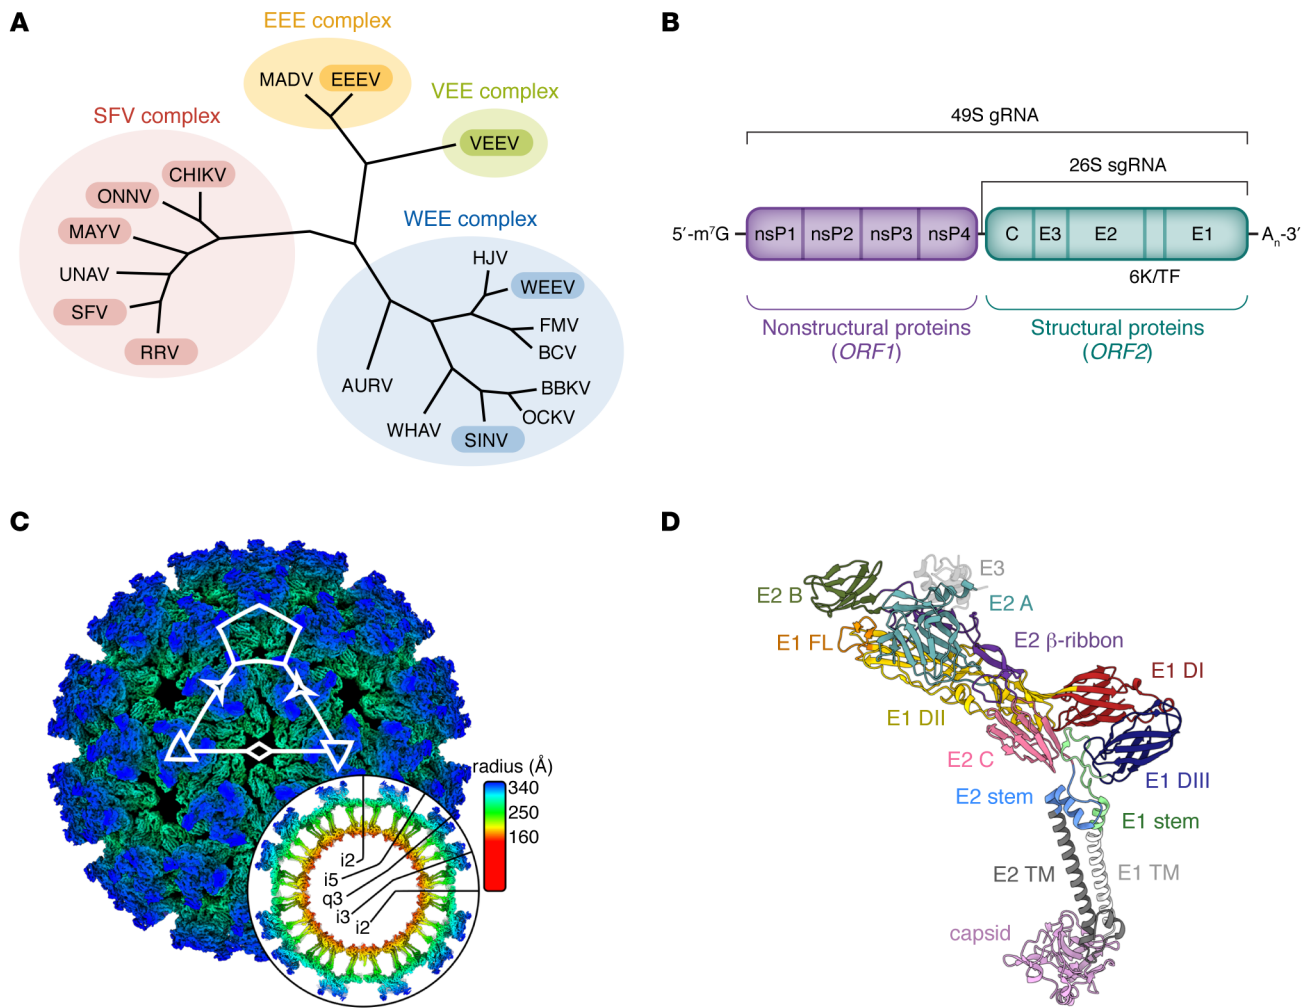 A
EEE complex
MADV EEEV
VEE complex
VEEV
SFV complex
CHIKV
ONNV
MAYV
UNAV
SFV
RRV
WEE complex
HJV
WEEV
FMV
BCV
AURV
BBKV
OCKV
WHAV
SINV
B
49S gRNA
26S sgRNA
5′-m⁷G nsP1 nsP2 nsP3 nsP4 C E3 E2 E1 Aₙ-3′
6K/TF
Nonstructural proteins
(ORF1)
Structural proteins
(ORF2)
C
radius (Å)
340
250
160
i2
i5
q3
i3
i2
D
E3
E2 B
E2 A
E1 FL
E2 β-ribbon
E1 DI
E1 DII
E2 C
E1 DIII
E2 stem
E1 stem
E2 TM
E1 TM
capsid